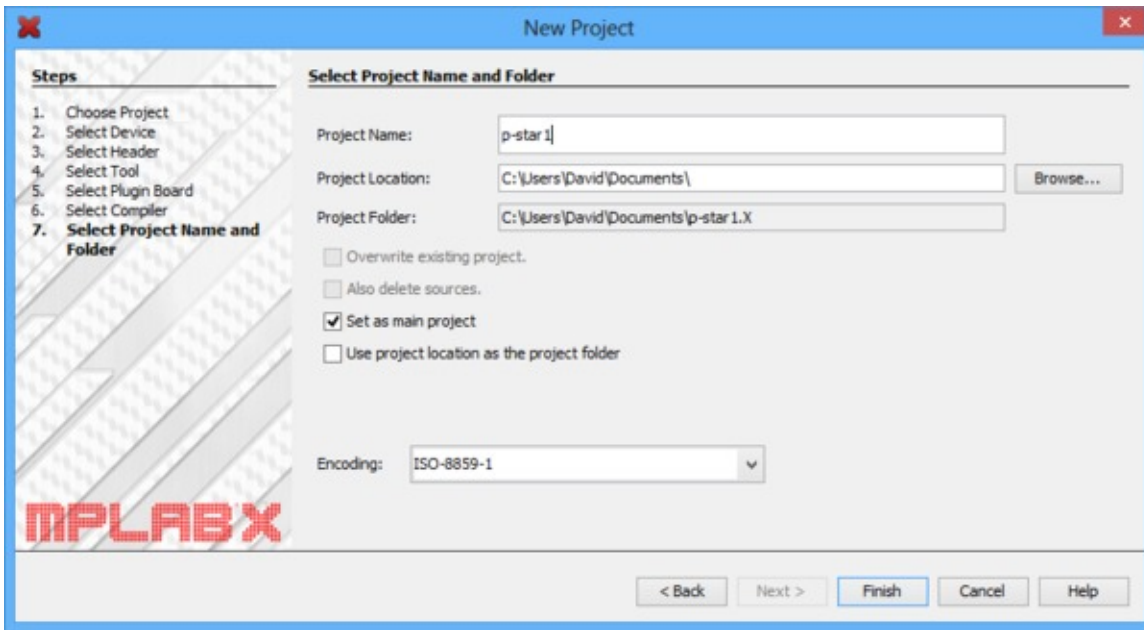 New Project
Steps
1. Choose Project
2. Select Device
3. Select Header
4. Select Tool
5. Select Plugin Board
6. Select Compiler
7. Select Project Name and
Folder
MPLAB X
Select Project Name and Folder
Project Name: p-star1
Project Location: C:\Users\David\Documents\ Browse...
Project Folder: C:\Users\David\Documents\p-star1.X
Overwrite existing project.
Also delete sources.
Set as main project
Use project location as the project folder
Encoding: ISO-8859-1
< Back Next > Finish Cancel Help